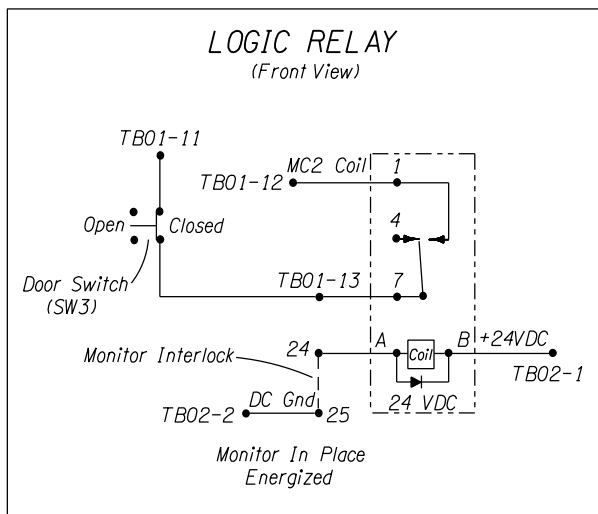 LOGIC RELAY
(Front View)
TB01-11
MC2 Coil
1
TB01-12
4
Open
Closed
Door Switch
(SW3)
TB01-13
7
24
A
Coil
B
+24VDC
Monitor Interlock
TB02-1
24 VDC
TB02-2
DC Gnd
25
Monitor In Place
Energized